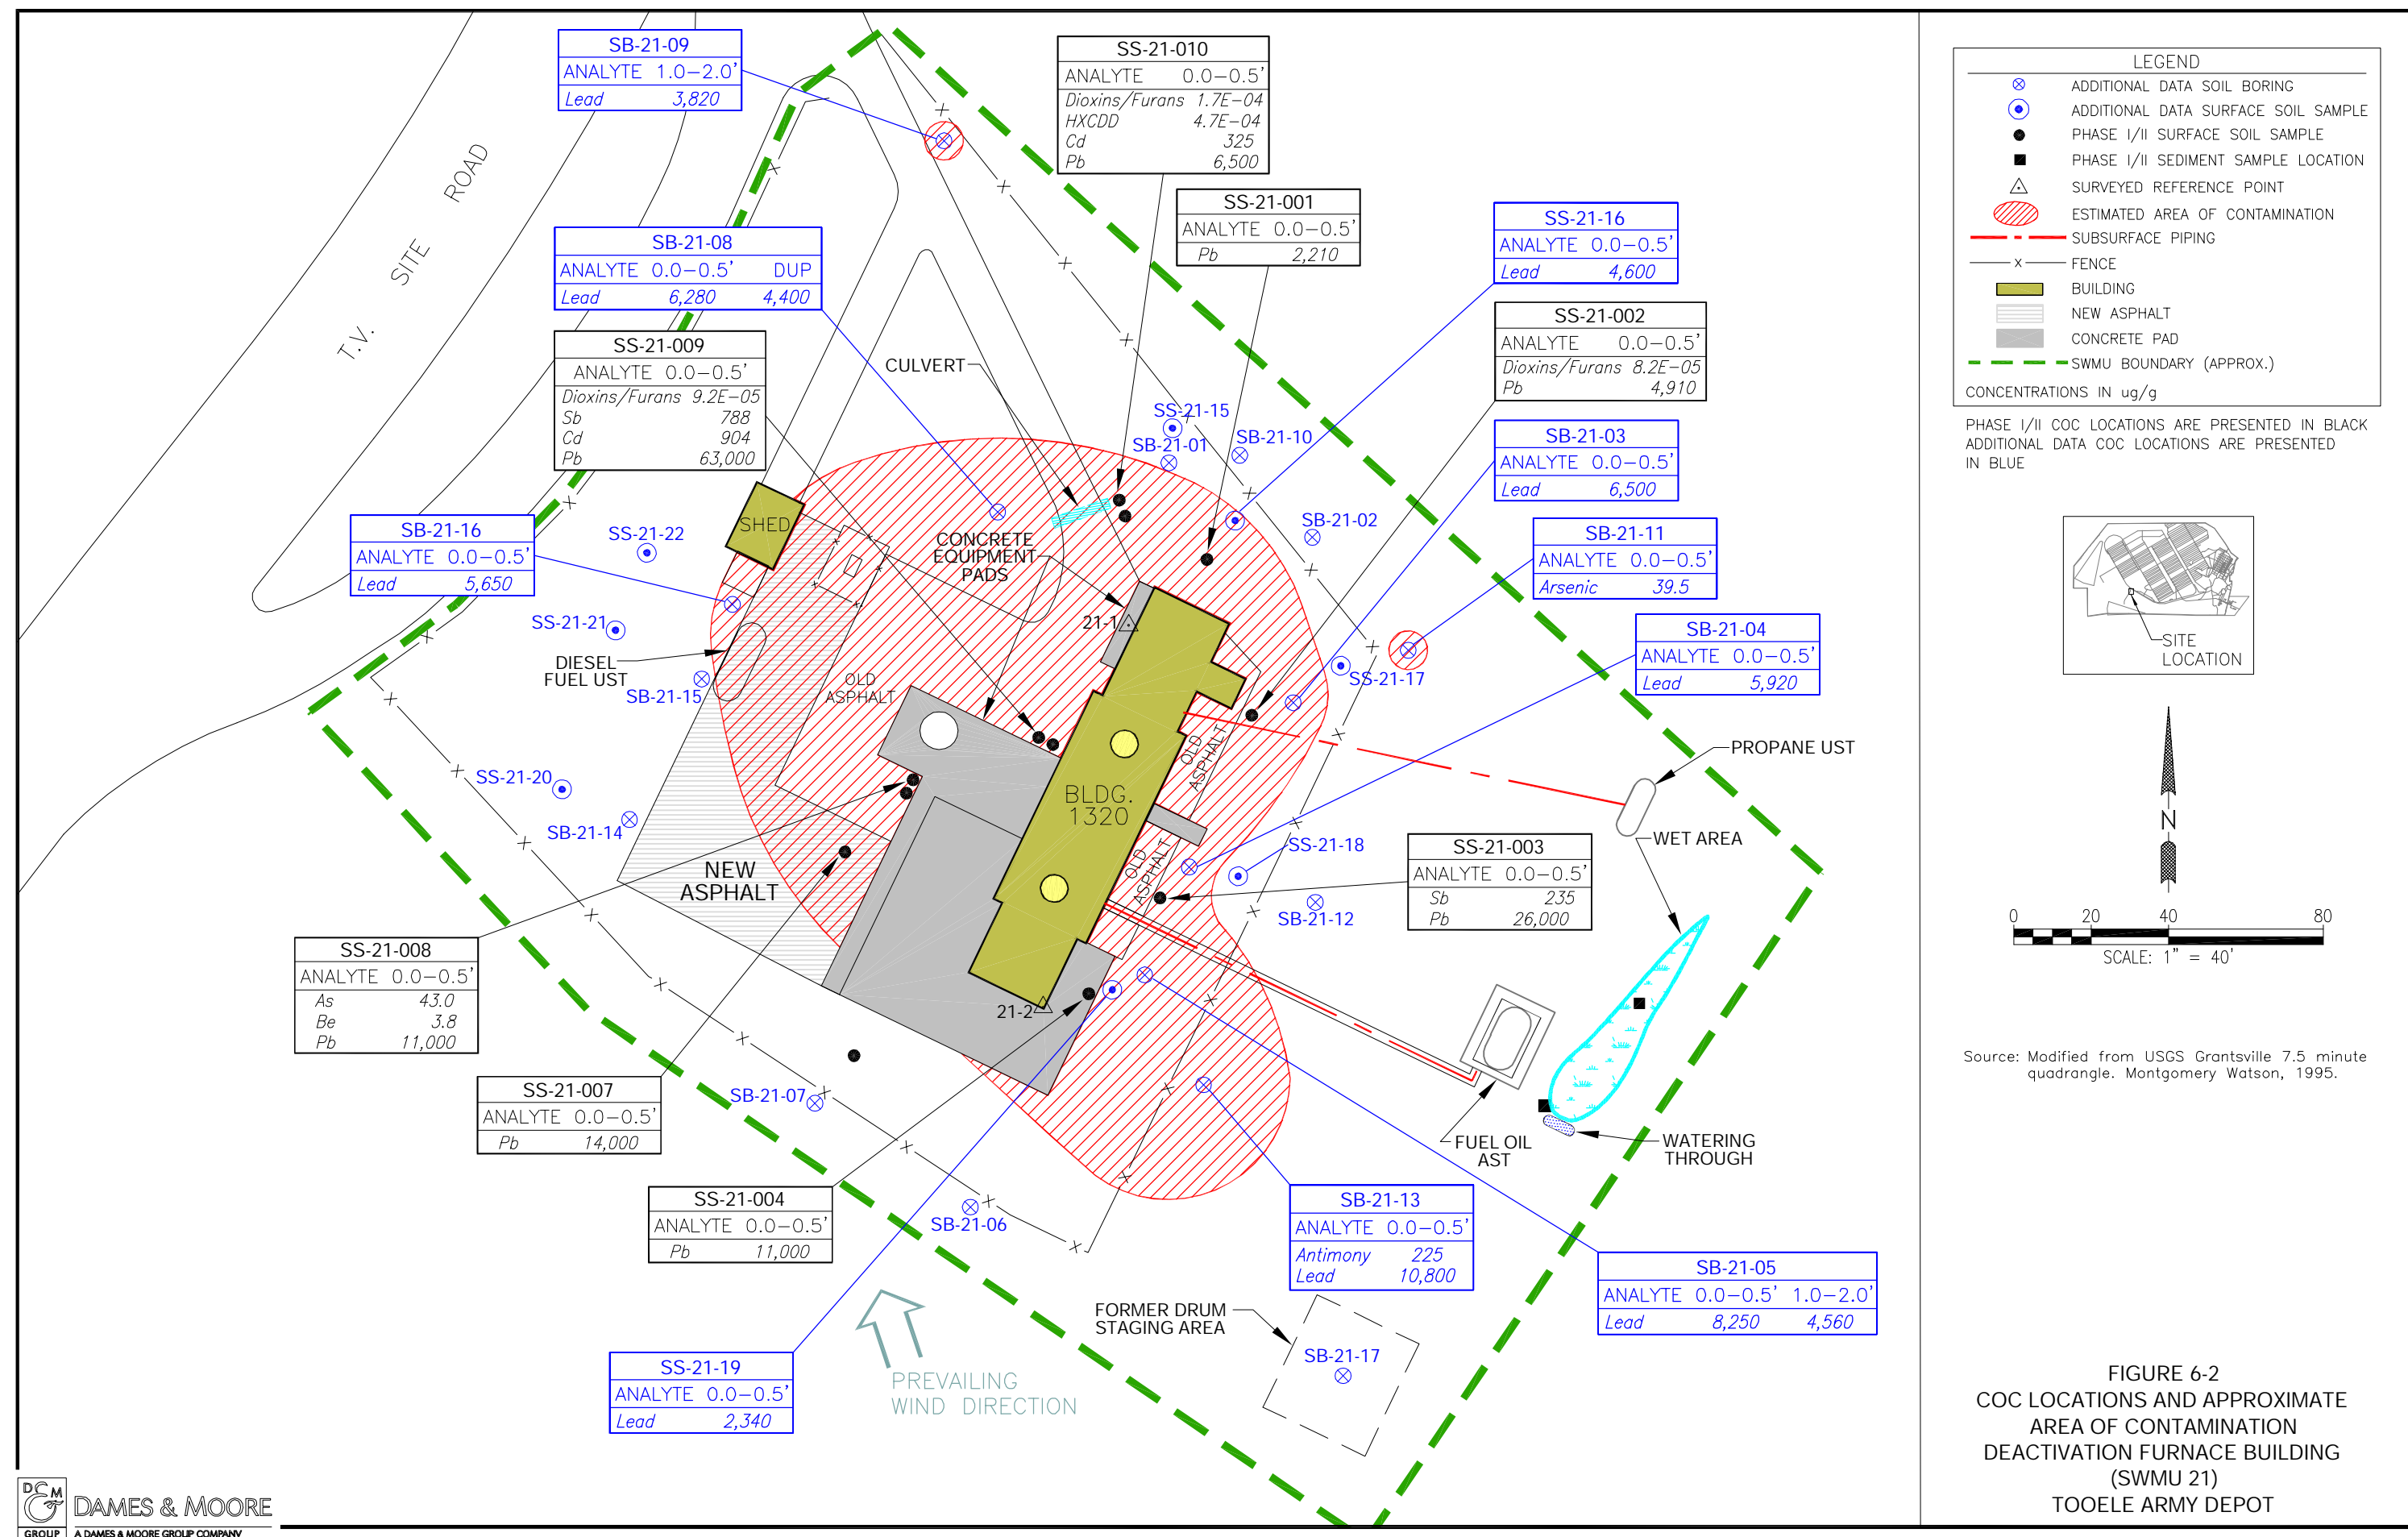 SB-21-09
ANALYTE 1.0-2.0'
Lead 3,820
SS-21-010
ANALYTE 0.0-0.5'
Dioxins/Furans 1.7E-04
HXCDD 4.7E-04
Cd 325
Pb 6,500
SS-21-001
ANALYTE 0.0-0.5'
Pb 2,210
SS-21-16
ANALYTE 0.0-0.5'
Lead 4,600
SB-21-08
ANALYTE 0.0-0.5' DUP
Lead 6,280 4,400
SS-21-002
ANALYTE 0.0-0.5'
Dioxins/Furans 8.2E-05
Pb 4,910
SS-21-009
ANALYTE 0.0-0.5'
Dioxins/Furans 9.2E-05
Sb 788
Cd 904
Pb 63,000
SB-21-03
ANALYTE 0.0-0.5'
Lead 6,500
SB-21-16
ANALYTE 0.0-0.5'
Lead 5,650
SB-21-11
ANALYTE 0.0-0.5'
Arsenic 39.5
SB-21-04
ANALYTE 0.0-0.5'
Lead 5,920
SS-21-003
ANALYTE 0.0-0.5'
Sb 235
Pb 26,000
SS-21-008
ANALYTE 0.0-0.5'
As 43.0
Be 3.8
Pb 11,000
SS-21-007
ANALYTE 0.0-0.5'
Pb 14,000
SS-21-004
ANALYTE 0.0-0.5'
Pb 11,000
SB-21-13
ANALYTE 0.0-0.5'
Antimony 225
Lead 10,800
SB-21-05
ANALYTE 0.0-0.5' 1.0-2.0'
Lead 8,250 4,560
SS-21-19
ANALYTE 0.0-0.5'
Lead 2,340
T.V. SITE ROAD
CULVERT
SS-21-15
SB-21-01
SB-21-10
SB-21-02
SHED
SS-21-22
CONCRETE
EQUIPMENT
PADS
SS-21-21
21-1
DIESEL
FUEL UST
SB-21-15
OLD
ASPHALT
SS-21-17
OLD
ASPHALT
PROPANE UST
SS-21-20
SB-21-14
BLDG.
1320
WET AREA
SS-21-18
OLD
ASPHALT
NEW
ASPHALT
SB-21-12
21-2
SB-21-07
FUEL OIL
AST
WATERING
THROUGH
SB-21-06
FORMER DRUM
STAGING AREA
SB-21-17
PREVAILING
WIND DIRECTION
LEGEND
ADDITIONAL DATA SOIL BORING
ADDITIONAL DATA SURFACE SOIL SAMPLE
PHASE I/II SURFACE SOIL SAMPLE
PHASE I/II SEDIMENT SAMPLE LOCATION
SURVEYED REFERENCE POINT
ESTIMATED AREA OF CONTAMINATION
SUBSURFACE PIPING
x FENCE
BUILDING
NEW ASPHALT
CONCRETE PAD
SWMU BOUNDARY (APPROX.)
CONCENTRATIONS IN ug/g
PHASE I/II COC LOCATIONS ARE PRESENTED IN BLACK
ADDITIONAL DATA COC LOCATIONS ARE PRESENTED
IN BLUE
SITE
LOCATION
N
0 20 40 80
SCALE: 1" = 40'
Source: Modified from USGS Grantsville 7.5 minute
quadrangle. Montgomery Watson, 1995.
FIGURE 6-2
COC LOCATIONS AND APPROXIMATE
AREA OF CONTAMINATION
DEACTIVATION FURNACE BUILDING
(SWMU 21)
TOOELE ARMY DEPOT
D&M
GROUP
DAMES & MOORE
A DAMES & MOORE GROUP COMPANY